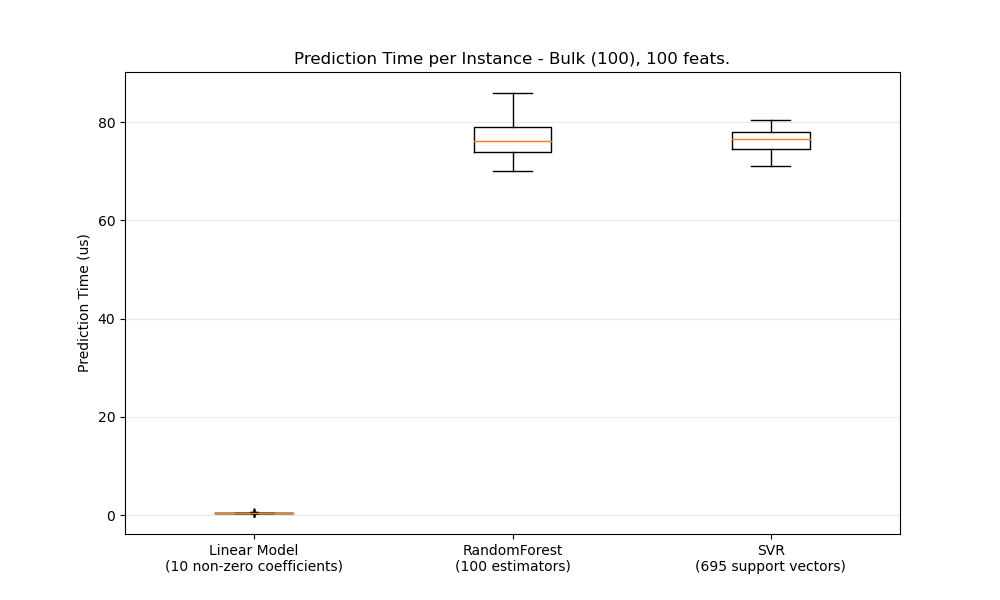 Prediction Time per Instance - Bulk (100), 100 feats.
Prediction Time (us)
80
60
40
20
0
Linear Model
(10 non-zero coefficients)
RandomForest
(100 estimators)
SVR
(695 support vectors)